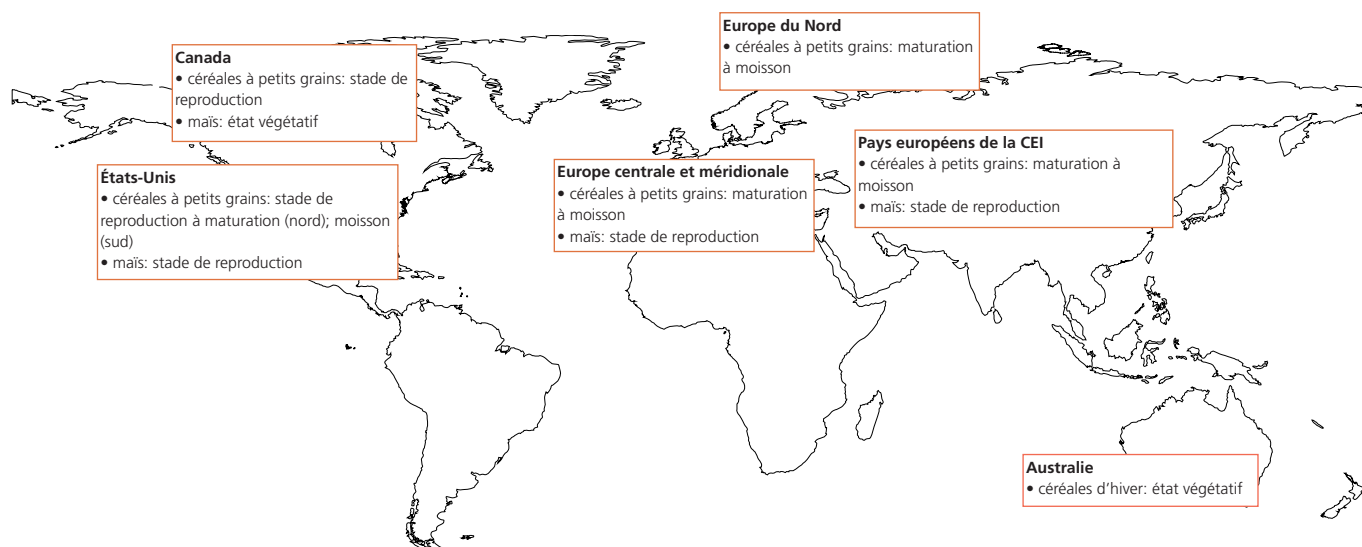 Europe du Nord
• céréales à petits grains: maturation
à moisson
Canada
• céréales à petits grains: stade de
reproduction
• maïs: état végétatif
Pays européens de la CEI
• céréales à petits grains: maturation à
moisson
• maïs: stade de reproduction
États-Unis
• céréales à petits grains: stade de
reproduction à maturation (nord); moisson
(sud)
• maïs: stade de reproduction
Europe centrale et méridionale
• céréales à petits grains: maturation
à moisson
• maïs: stade de reproduction
Australie
• céréales d’hiver: état végétatif